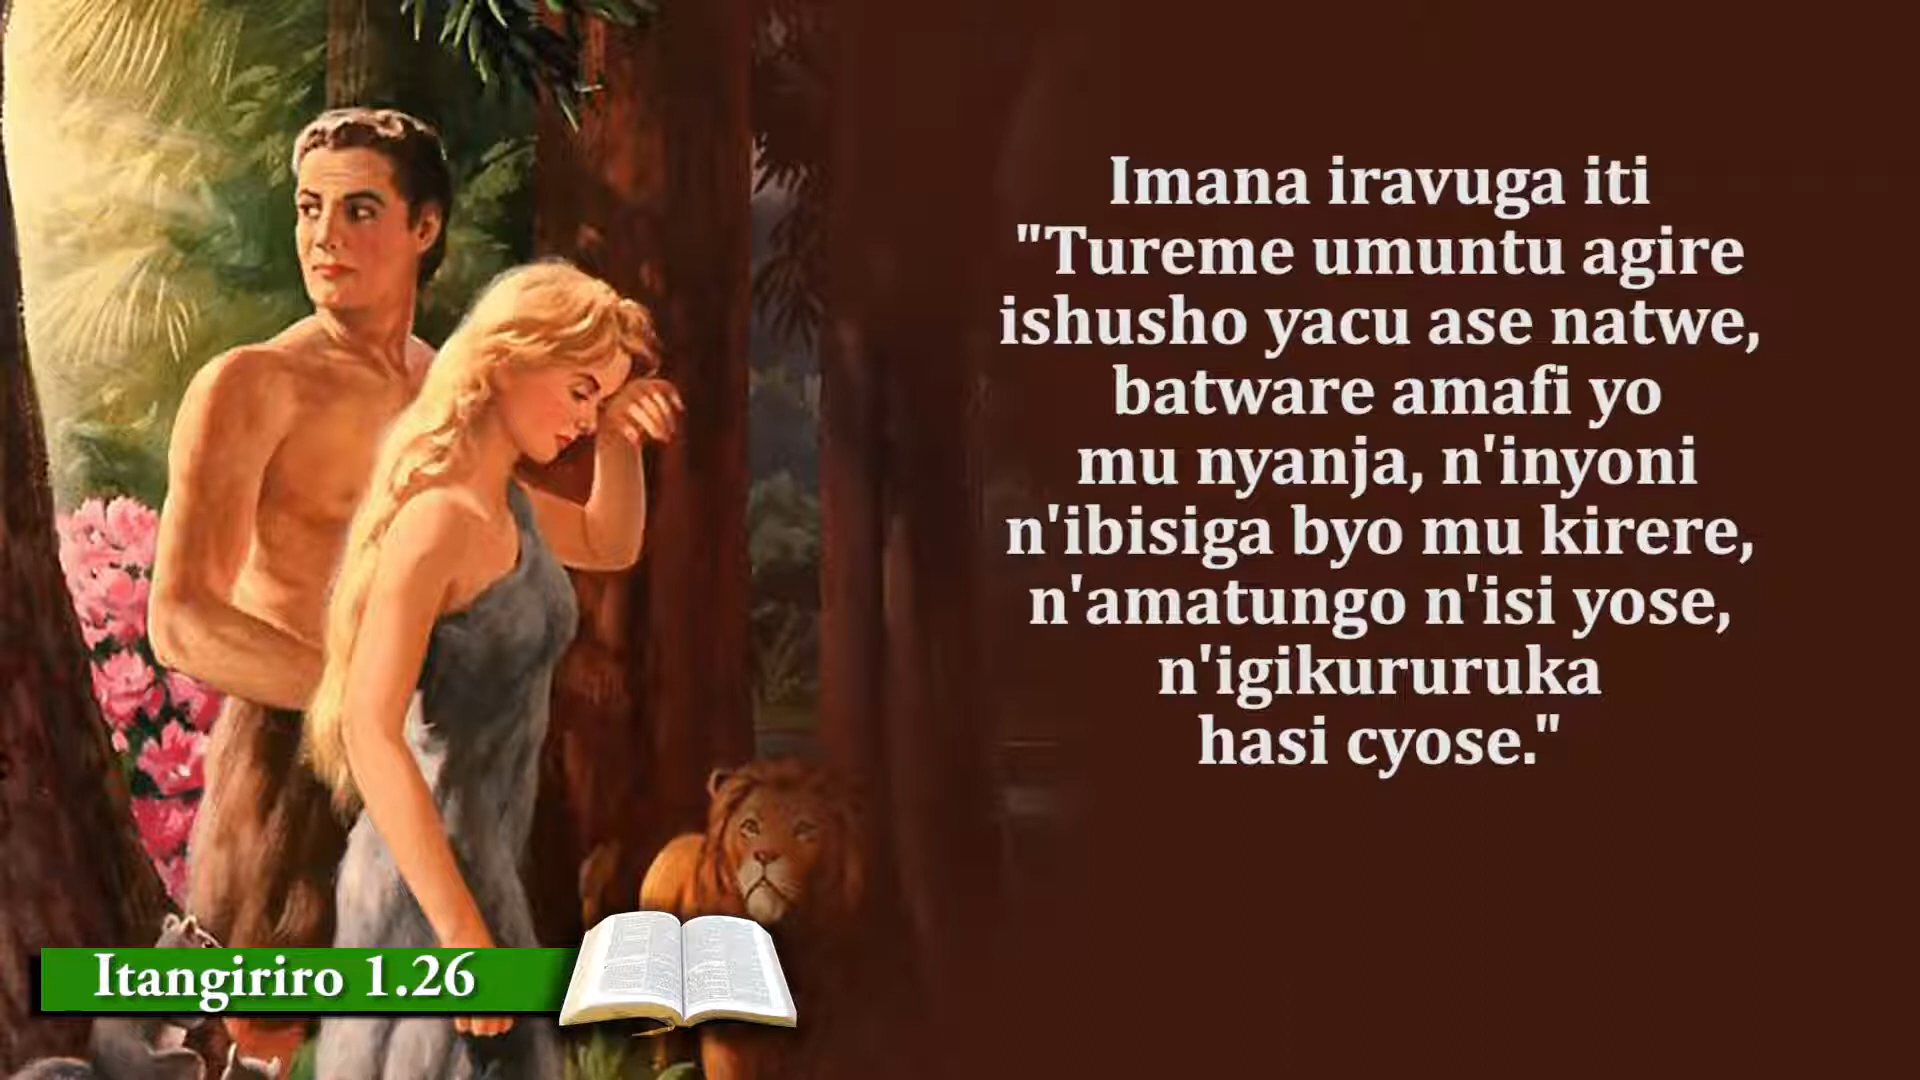 Imana iravuga iti
"Tureme umuntu agire
ishusho yacu ase natwe,
batware amafi yo
mu nyanja, n'inyoni
n'ibisiga byo mu kirere,
n'amatungo n'isi yose,
n'igikururuka
hasi cyose."
Itangiriro 1.26